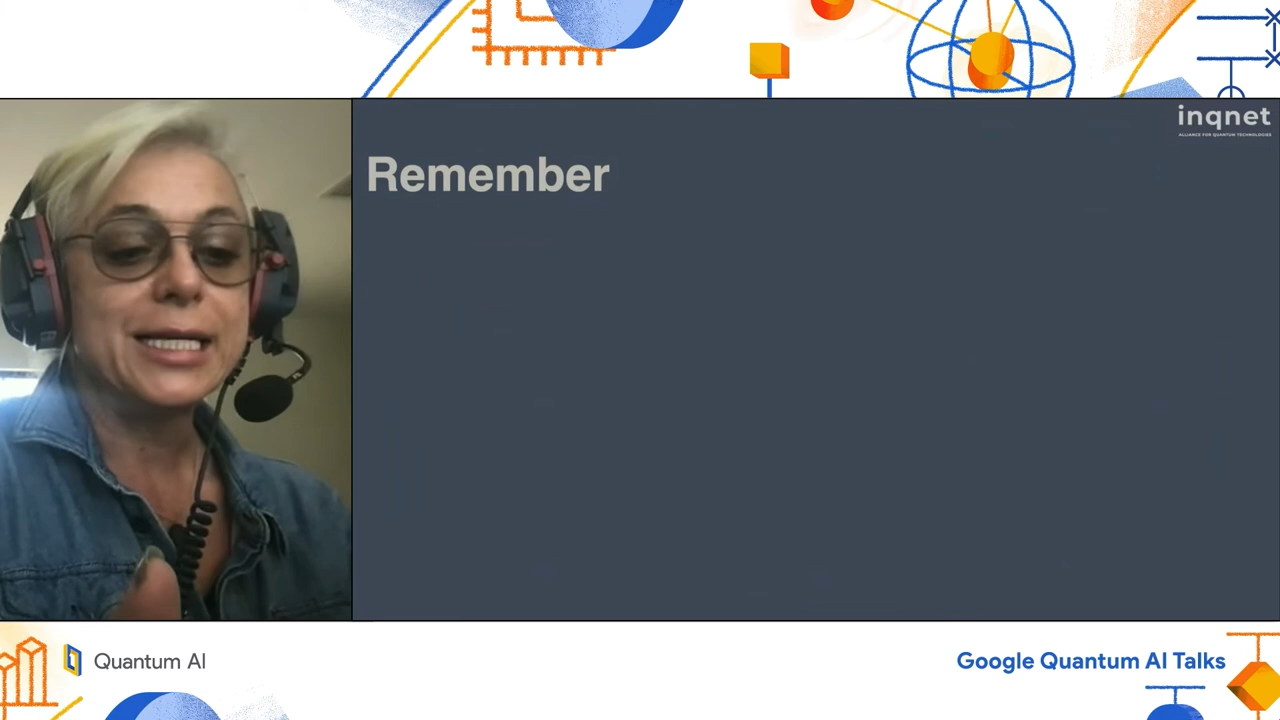 inqnet
ALLIANCE FOR QUANTUM TECHNOLOGIES
Remember
Quantum AI
Google Quantum AI Talks